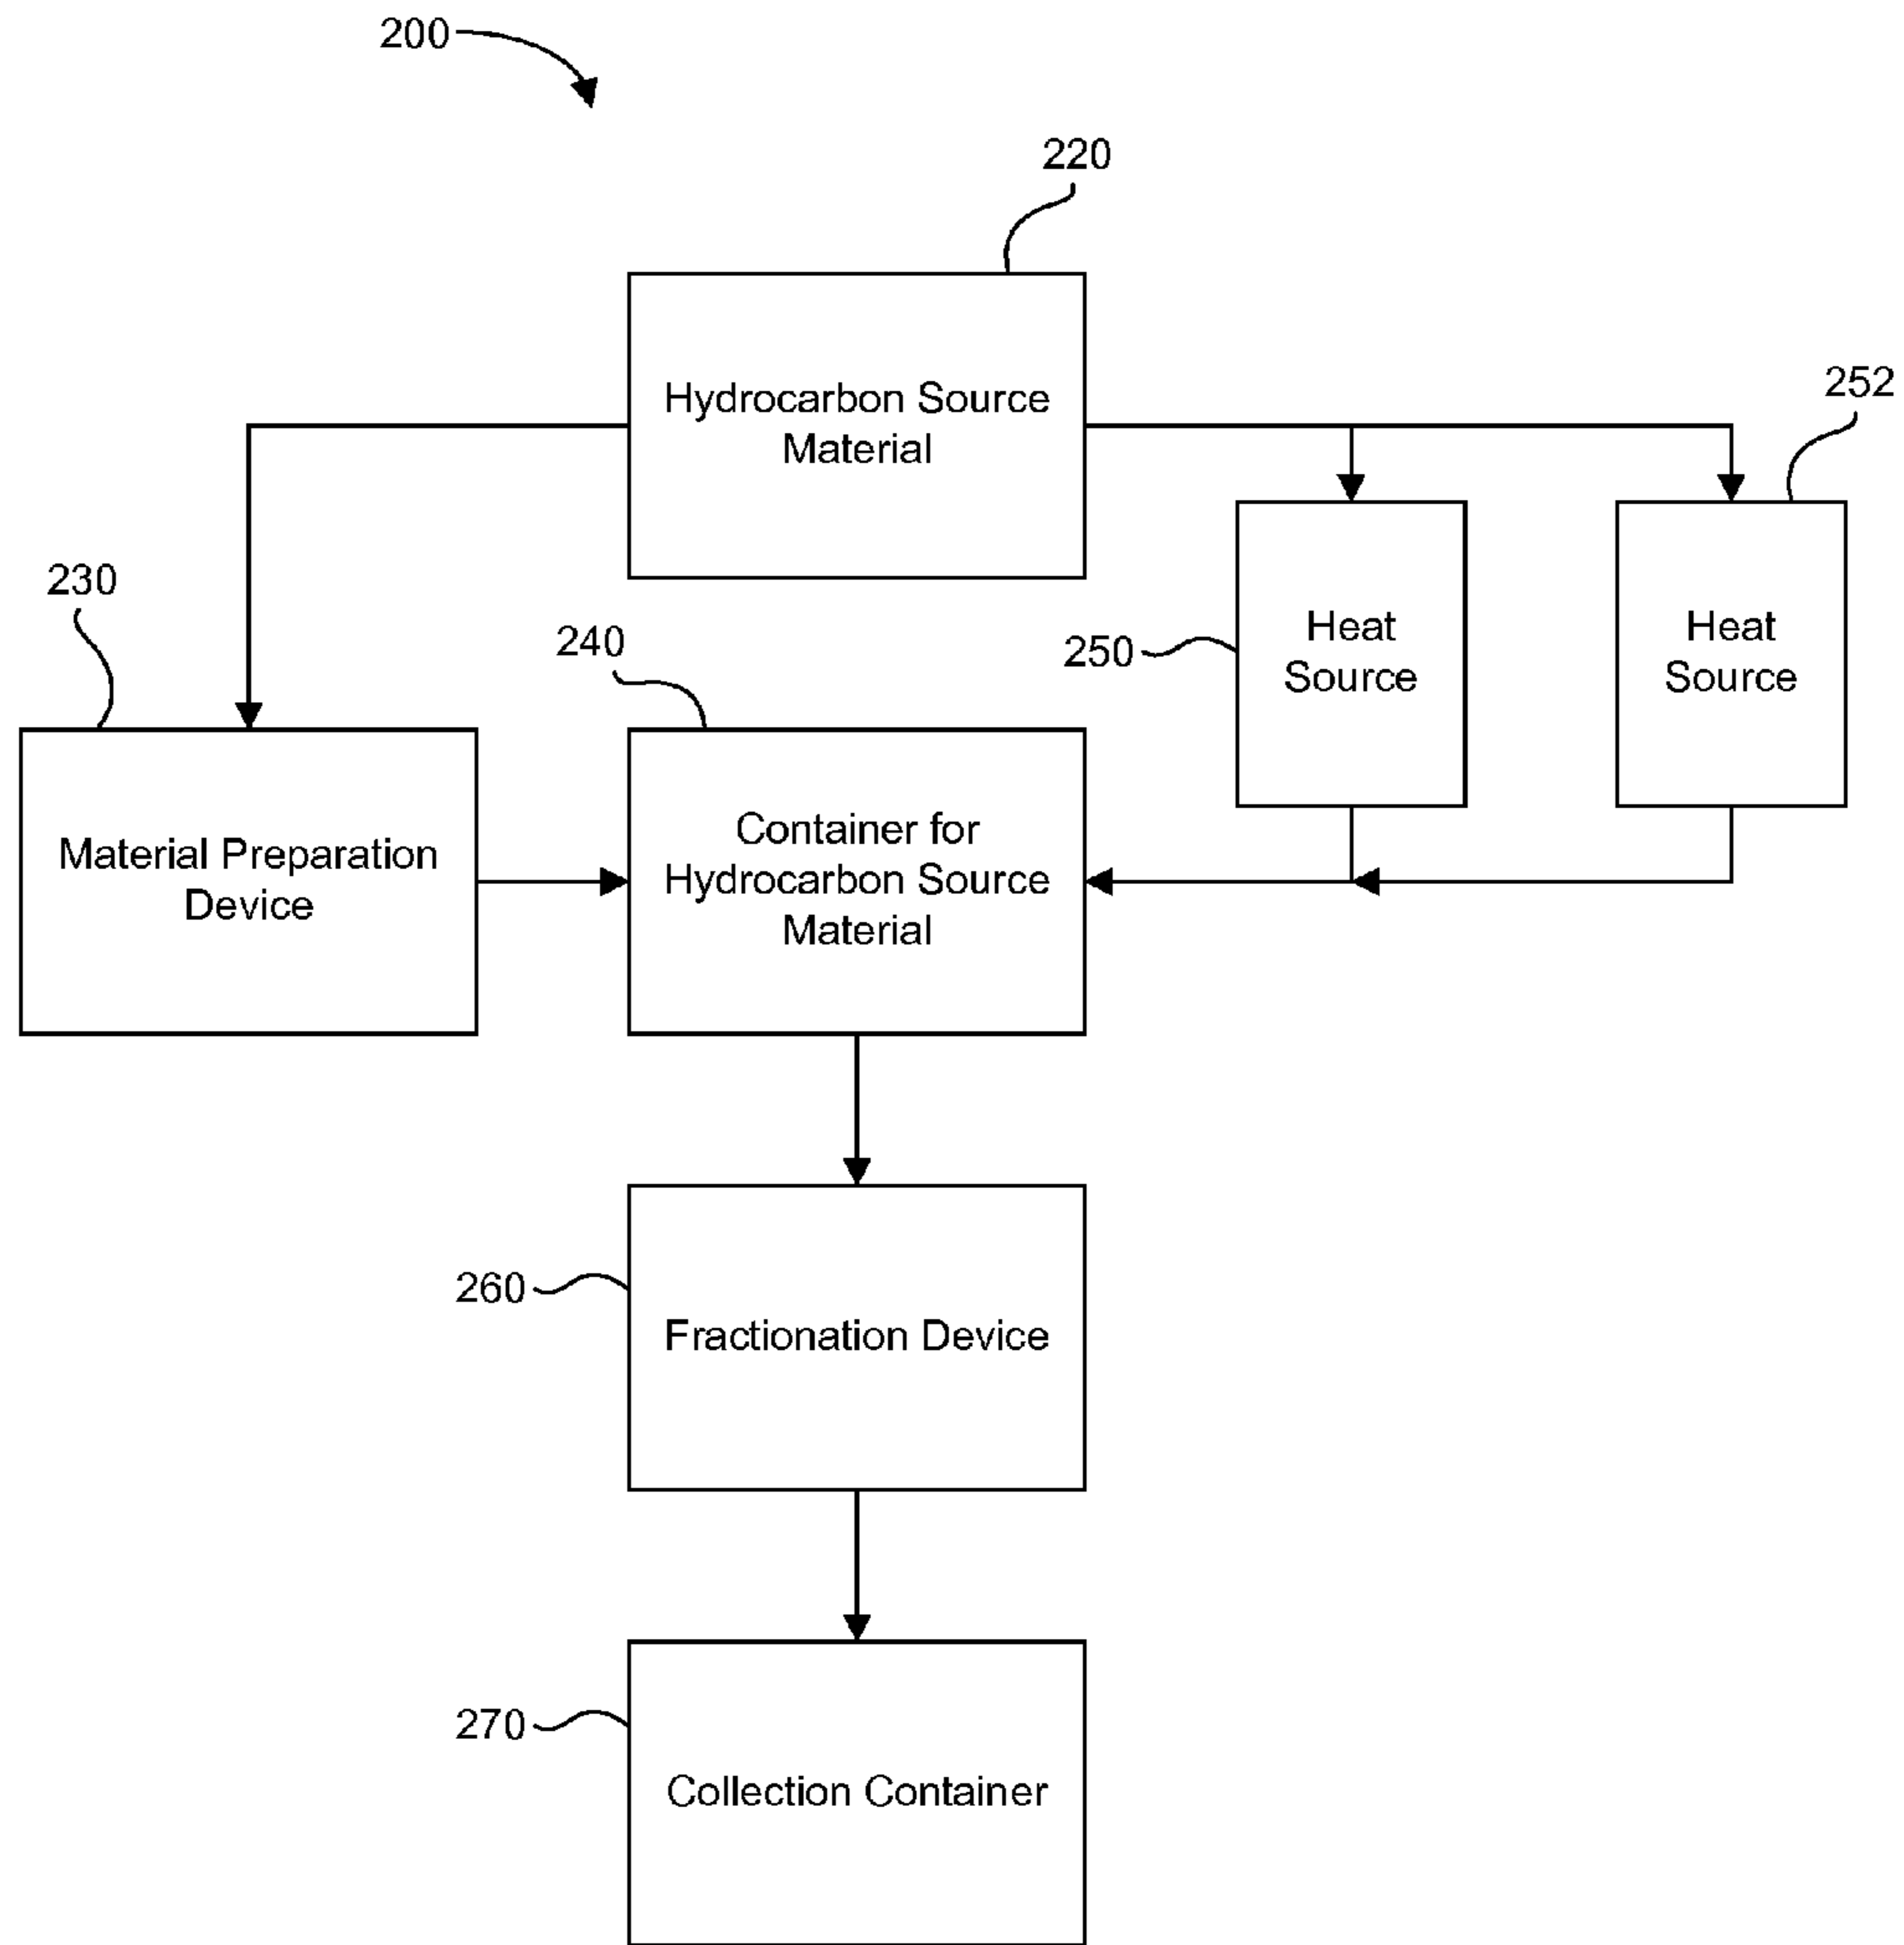 200
220
Hydrocarbon Source
Material
252
230
240
250
Heat
Source
Heat
Source
Material Preparation
Device
Container for
Hydrocarbon Source
Material
260
Fractionation Device
270
Collection Container